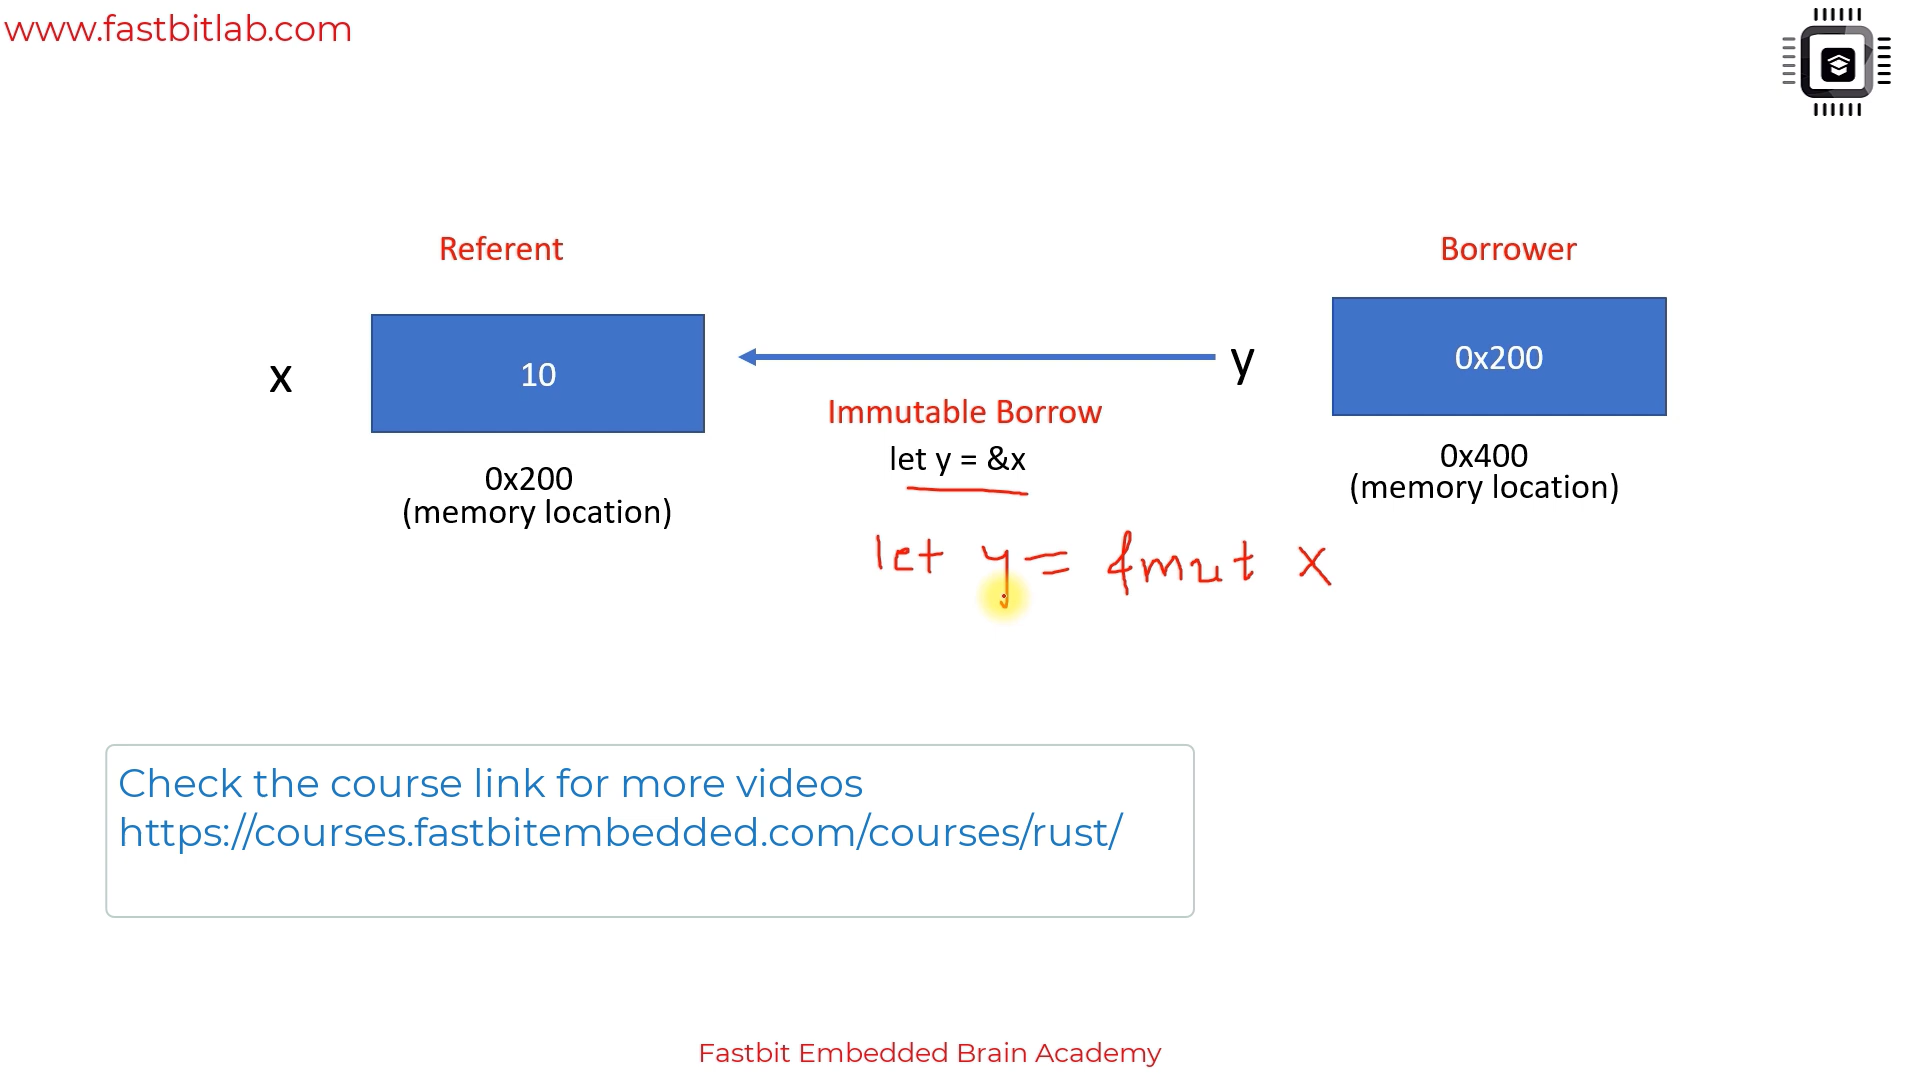 www.fastbitlab.com
Referent
Borrower
x
10
y
0x200
Immutable Borrow
let y = &x
0x200
(memory location)
0x400
(memory location)
let y = &mut x
Check the course link for more videos
https://courses.fastbitembedded.com/courses/rust/
Fastbit Embedded Brain Academy